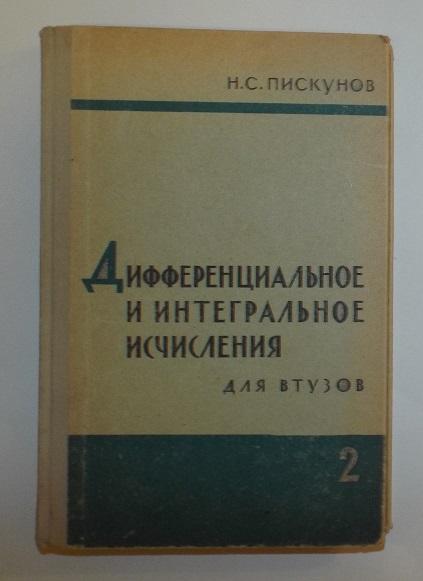 Н.С.ПИСКУНОВ
ДИФФЕРЕНЦИАЛЬНОЕ
И ИНТЕГРАЛЬНОЕ
ИСЧИСЛЕНИЯ
ДЛЯ ВТУЗОВ
2